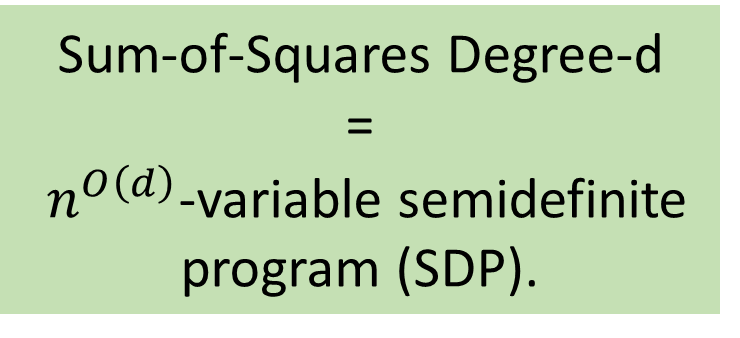 Sum-of-Squares Degree-d
=
n^{O(d)}-variable semidefinite
program (SDP).